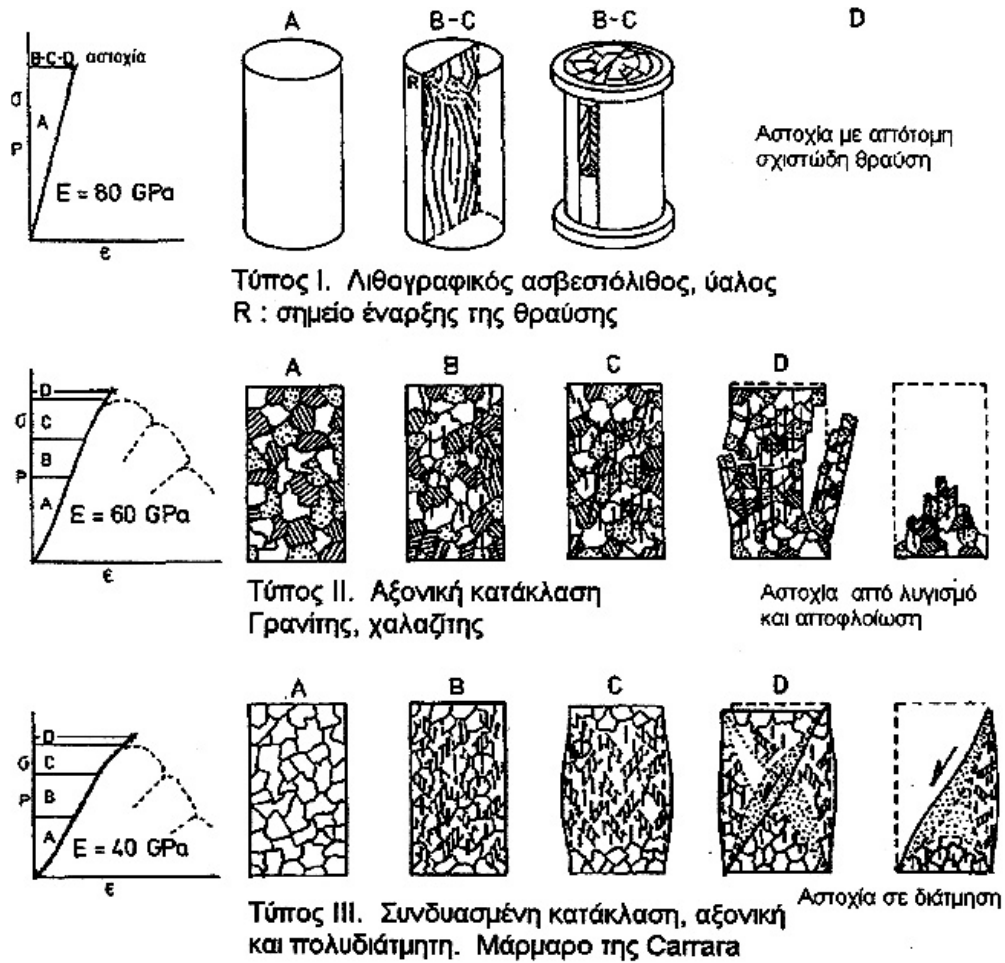 A
B-C
B-C
D
B-C-D αστοχία
σ
A
P
E = 80 GPa
ε
Αστοχία με απότομη
σχιστώδη θραύση
Τύπος I. Λιθογραφικός ασβεστόλιθος, ύαλος
R
R : σημείο έναρξης της θραύσης
A
B
C
D
D
σ
C
B
P
A
E = 60 GPa
ε
Τύπος II. Αξονική κατάκλαση
Γρανίτης, χαλαζίτης
Αστοχία από λυγισμό
και αποφλοίωση
A
B
C
D
D
σ
C
P
B
A
E = 40 GPa
ε
Αστοχία σε διάτμηση
Τύπος III. Συνδυασμένη κατάκλαση, αξονική
και πολυδιάτμητη. Μάρμαρο της Carrara